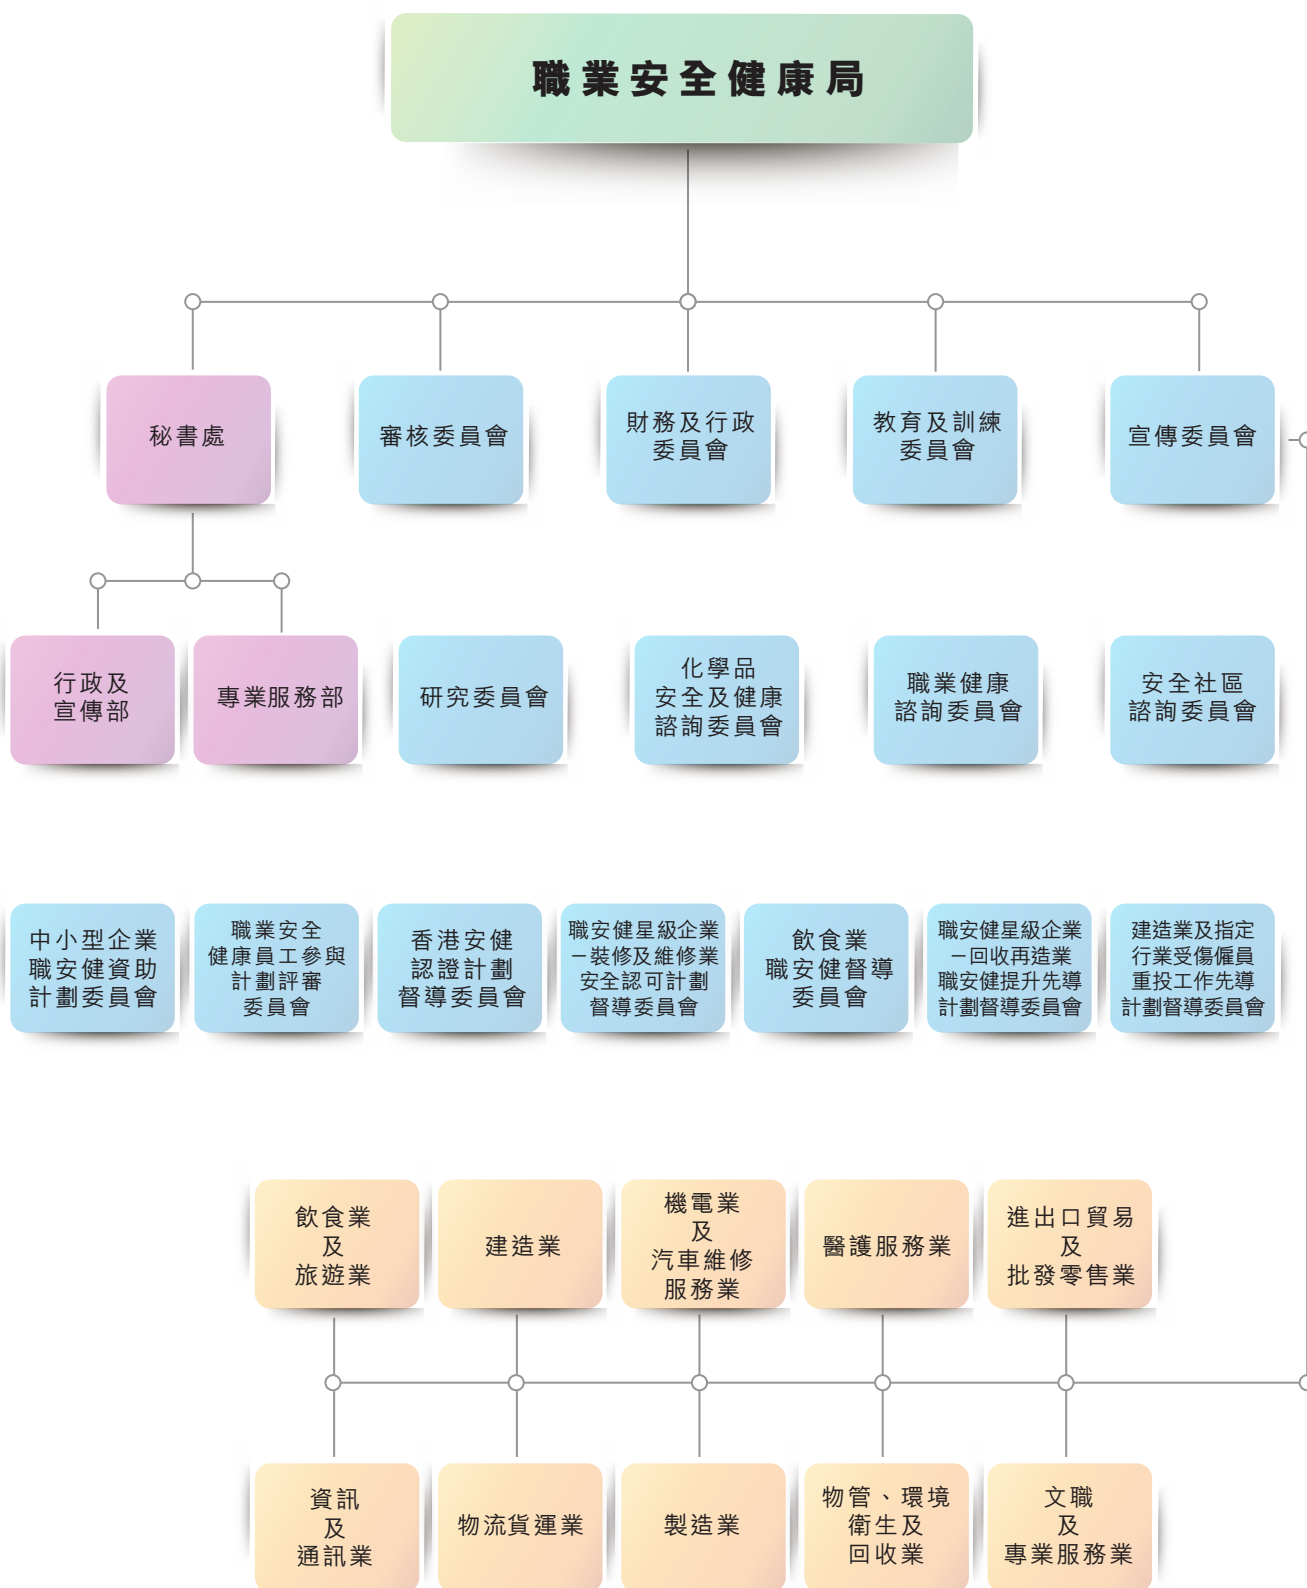 職業安全健康局
秘書處
審核委員會
財務及行政
委員會
教育及訓練
委員會
宣傳委員會
行政及
宣傳部
專業服務部
研究委員會
化學品
安全及健康
諮詢委員會
職業健康
諮詢委員會
安全社區
諮詢委員會
中小型企業
職安健資助
計劃委員會
職業安全
健康員工參與
計劃評審
委員會
香港安健
認證計劃
督導委員會
職安健星級企業
－裝修及維修業
安全認可計劃
督導委員會
飲食業
職安健督導
委員會
職安健星級企業
－回收再造業
職安健提升先導
計劃督導委員會
建造業及指定
行業受傷僱員
重投工作先導
計劃督導委員會
飲食業
及
旅遊業
建造業
機電業
及
汽車維修
服務業
醫護服務業
進出口貿易
及
批發零售業
資訊
及
通訊業
物流貨運業
製造業
物管、環境
衛生及
回收業
文職
及
專業服務業